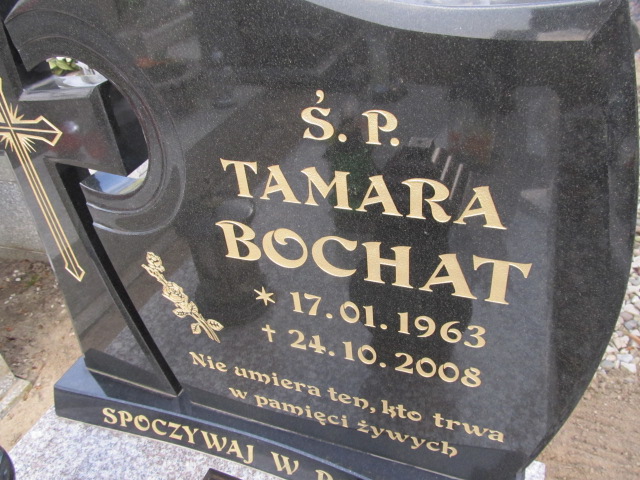 Ś. P.
TAMARA
BOCHAT
* 17.01.1963
† 24.10.2008
Nie umiera ten, kto trwa
w pamięci żywych
SPOCZYWAJ W